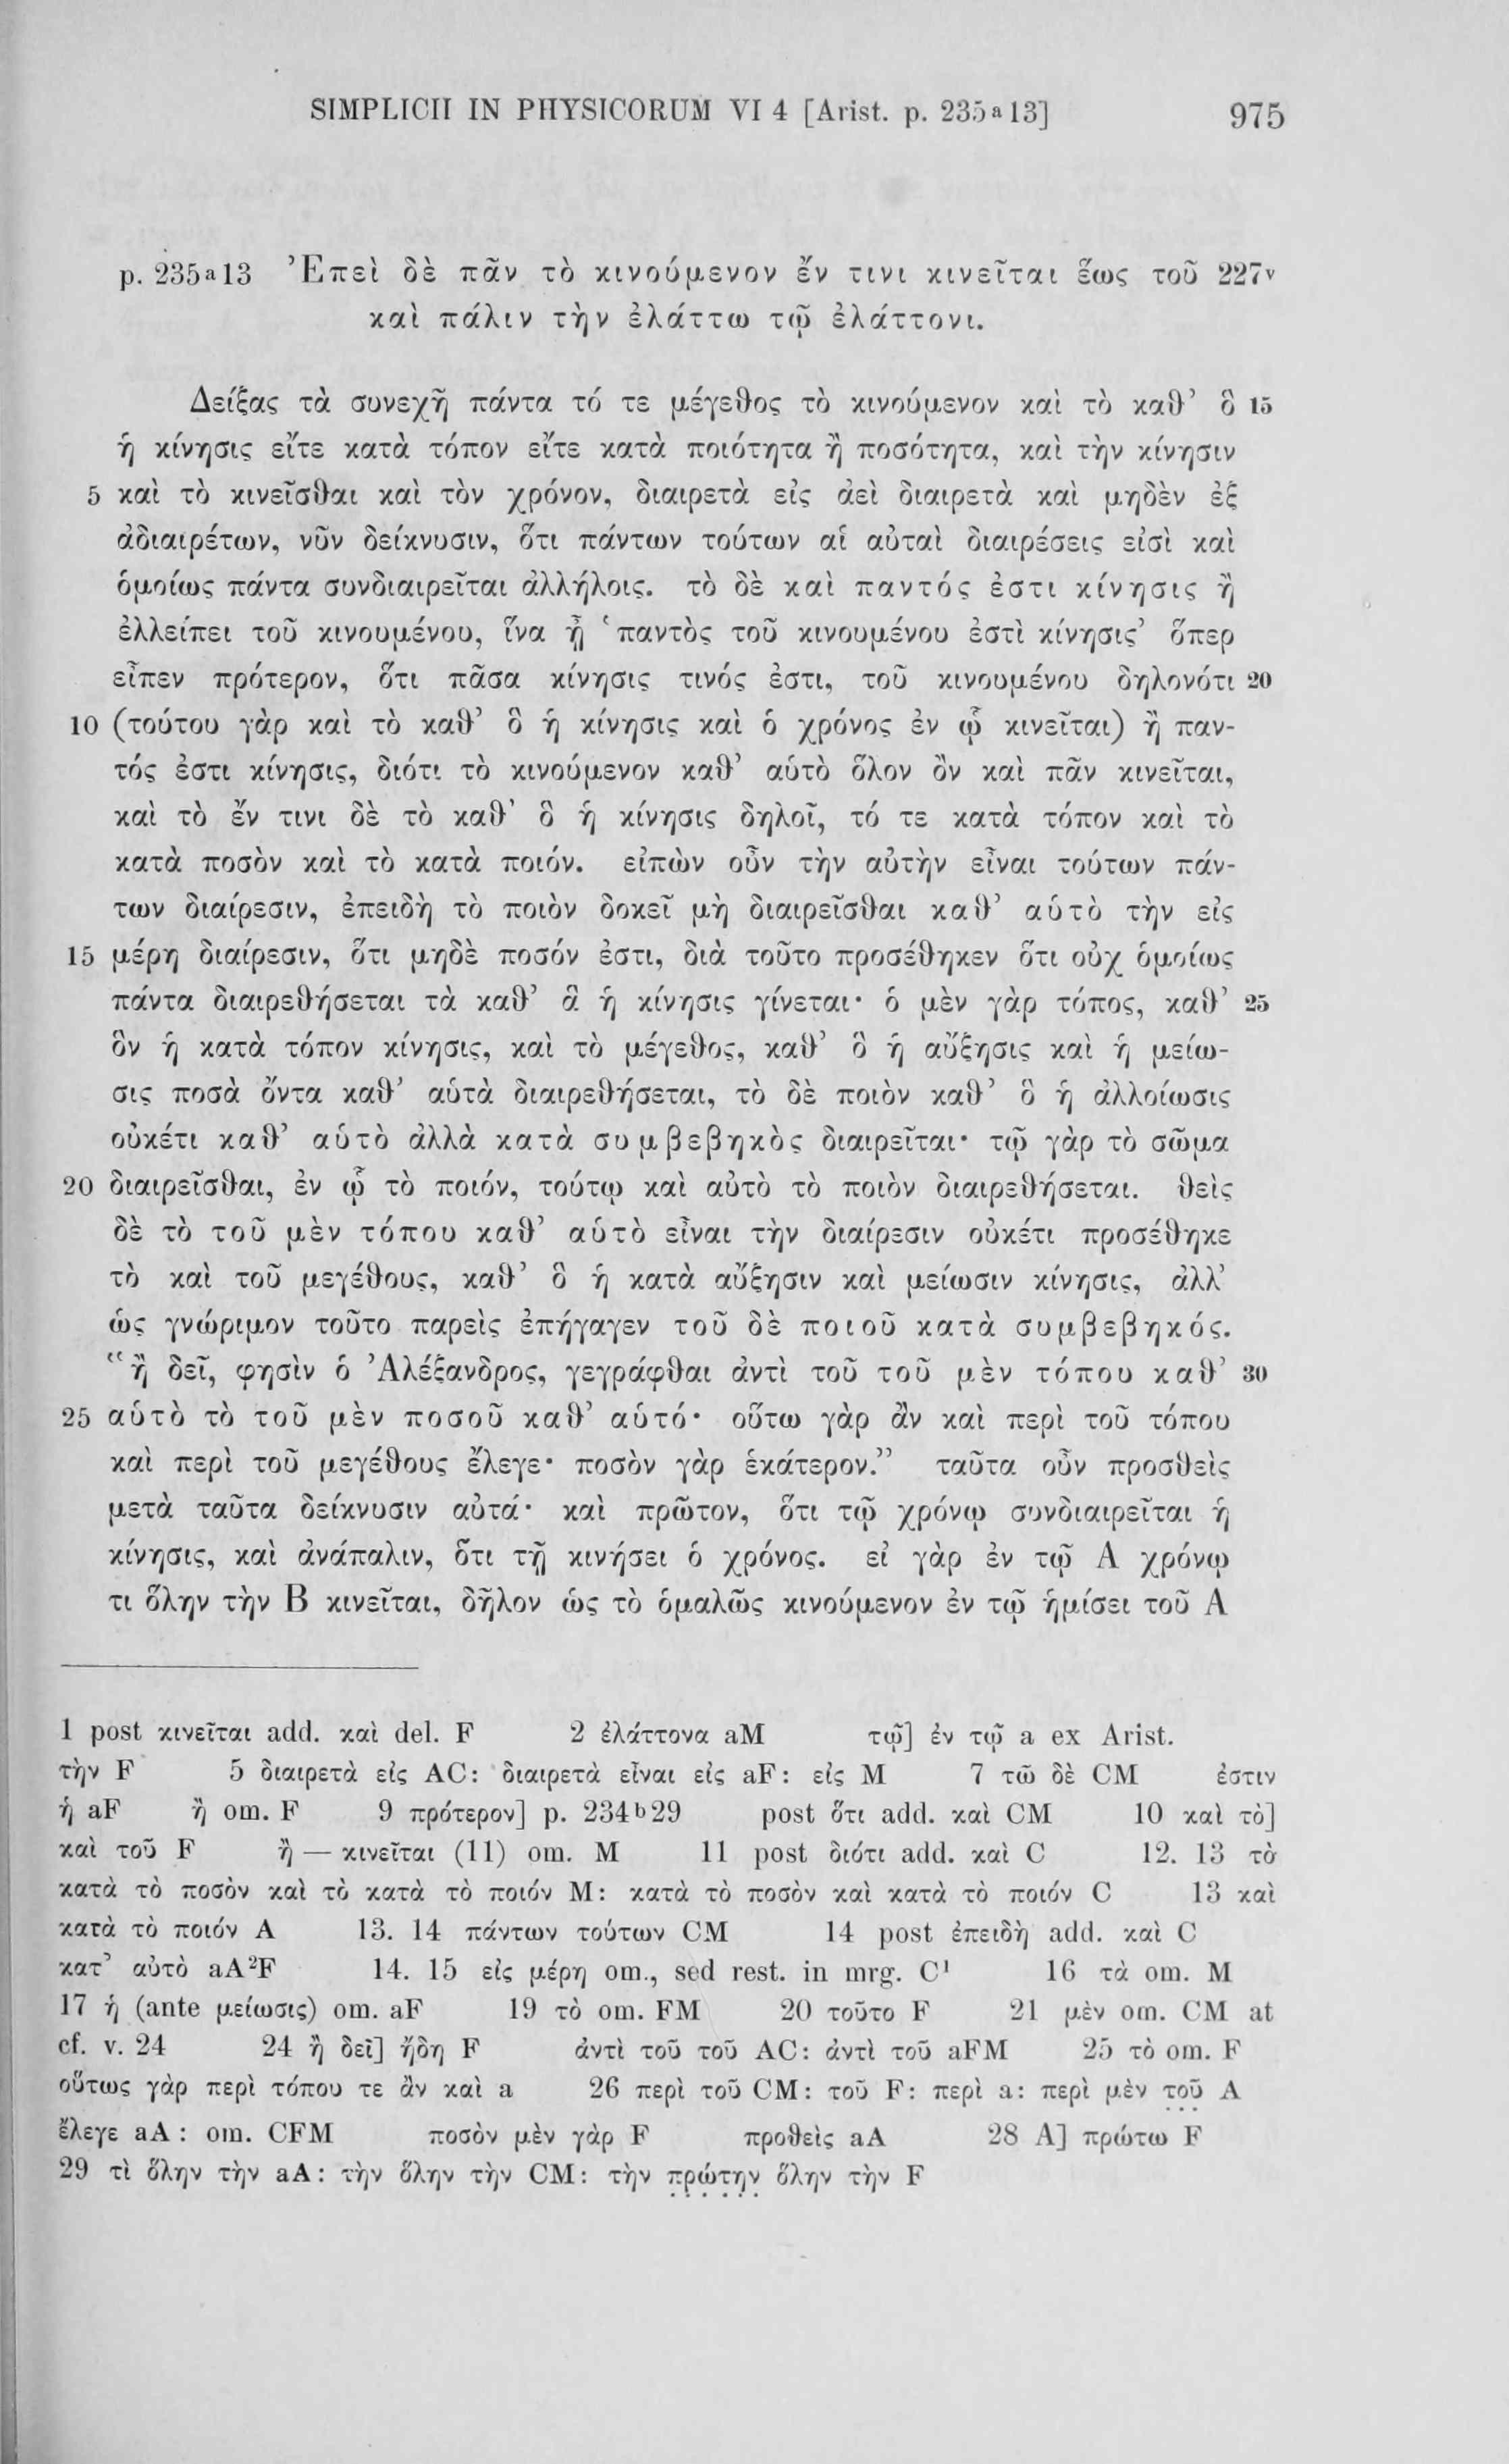 SIMPLICII IN PHYSICORUM VI 4 [Arist. p. 235ᵃ13] 975
p. 235ᵃ13 Ἐπεὶ δὲ πᾶν τὸ κινούμενον ἔν τινι κινεῖται ἕως τοῦ 227ᵛ
καὶ πάλιν τὴν ἐλάττω τῷ ἐλάττονι.
Δείξας τὰ συνεχῆ πάντα τό τε μέγεθος τὸ κινούμενον καὶ τὸ καθ’ ὃ 15
ἡ κίνησις εἴτε κατὰ τόπον εἴτε κατὰ ποιότητα ἢ ποσότητα, καὶ τὴν κίνησιν
5 καὶ τὸ κινεῖσθαι καὶ τὸν χρόνον, διαιρετὰ εἰς ἀεὶ διαιρετὰ καὶ μηδὲν ἐξ
ἀδιαιρέτων, νῦν δείκνυσιν, ὅτι πάντων τούτων αἱ αὐταὶ διαιρέσεις εἰσὶ καὶ
ὁμοίως πάντα συνδιαιρεῖται ἀλλήλοις. τὸ δὲ καὶ παντός ἐστι κίνησις ἢ
ἐλλείπει τοῦ κινουμένου, ἵνα ᾖ ‘παντὸς τοῦ κινουμένου ἐστὶ κίνησις’ ὅπερ
εἶπεν πρότερον, ὅτι πᾶσα κίνησις τινός ἐστι, τοῦ κινουμένου δηλονότι 20
10 (τούτου γὰρ καὶ τὸ καθ’ ὃ ἡ κίνησις καὶ ὁ χρόνος ἐν ᾧ κινεῖται) ἢ παν-
τός ἐστι κίνησις, διότι τὸ κινούμενον καθ’ αὑτὸ ὅλον ὂν καὶ πᾶν κινεῖται,
καὶ τὸ ἔν τινι δὲ τὸ καθ’ ὃ ἡ κίνησις δηλοῖ, τό τε κατὰ τόπον καὶ τὸ
κατὰ ποσὸν καὶ τὸ κατὰ ποιόν. εἰπὼν οὖν τὴν αὐτὴν εἶναι τούτων πάν-
των διαίρεσιν, ἐπειδὴ τὸ ποιὸν δοκεῖ μὴ διαιρεῖσθαι καθ’ αὑτὸ τὴν εἰς
15 μέρη διαίρεσιν, ὅτι μηδὲ ποσόν ἐστι, διὰ τοῦτο προσέθηκεν ὅτι οὐχ ὁμοίως
πάντα διαιρεθήσεται τὰ καθ’ ἃ ἡ κίνησις γίνεται· ὁ μὲν γὰρ τόπος, καθ’ 25
ὃν ἡ κατὰ τόπον κίνησις, καὶ τὸ μέγεθος, καθ’ ὃ ἡ αὔξησις καὶ ἡ μείω-
σις ποσὰ ὄντα καθ’ αὑτὰ διαιρεθήσεται, τὸ δὲ ποιὸν καθ’ ὃ ἡ ἀλλοίωσις
οὐκέτι καθ’ αὑτὸ ἀλλὰ κατὰ συμβεβηκὸς διαιρεῖται· τῷ γὰρ τὸ σῶμα
20 διαιρεῖσθαι, ἐν ᾧ τὸ ποιόν, τούτῳ καὶ αὐτὸ τὸ ποιὸν διαιρεθήσεται. θεὶς
δὲ τὸ τοῦ μὲν τόπου καθ’ αὑτὸ εἶναι τὴν διαίρεσιν οὐκέτι προσέθηκε
τὸ καὶ τοῦ μεγέθους, καθ’ ὃ ἡ κατὰ αὔξησιν καὶ μείωσιν κίνησις, ἀλλ’
ὡς γνώριμον τοῦτο παρεὶς ἐπήγαγεν τοῦ δὲ ποιοῦ κατὰ συμβεβηκός.
“ἢ δεῖ, φησὶν ὁ Ἀλέξανδρος, γεγράφθαι ἀντὶ τοῦ τοῦ μὲν τόπου καθ’ 30
25 αὑτὸ τὸ τοῦ μὲν ποσοῦ καθ’ αὑτό· οὕτω γὰρ ἂν καὶ περὶ τοῦ τόπου
καὶ περὶ τοῦ μεγέθους ἔλεγε· ποσὸν γὰρ ἑκάτερον.” ταῦτα οὖν προσθεὶς
μετὰ ταῦτα δείκνυσιν αὐτά· καὶ πρῶτον, ὅτι τῷ χρόνῳ συνδιαιρεῖται ἡ
κίνησις, καὶ ἀνάπαλιν, ὅτι τῇ κινήσει ὁ χρόνος. εἰ γὰρ ἐν τῷ Α χρόνῳ
τι ὅλην τὴν Β κινεῖται, δῆλον ὡς τὸ ὁμαλῶς κινούμενον ἐν τῷ ἡμίσει τοῦ Α
1 post κινεῖται add. καὶ del. F 2 ἐλάττονα aM τῷ] ἐν τῷ a ex Arist.
τὴν F 5 διαιρετὰ εἰς AC: διαιρετὰ εἶναι εἰς aF: εἰς M 7 τῶ δὲ CM ἐστιν
ἡ aF ἢ om. F 9 πρότερον] p. 234ᵇ29 post ὅτι add. καὶ CM 10 καὶ τὸ]
καὶ τοῦ F ἢ — κινεῖται (11) om. M 11 post διότι add. καὶ C 12. 13 τὸ
κατὰ τὸ ποσὸν καὶ τὸ κατὰ τὸ ποιόν M: κατὰ τὸ ποσὸν καὶ κατὰ τὸ ποιόν C 13 καὶ
κατὰ τὸ ποιόν A 13. 14 πάντων τούτων CM 14 post ἐπειδὴ add. καὶ C
κατ’ αὐτὸ aA²F 14. 15 εἰς μέρη om., sed rest. in mrg. C¹ 16 τὰ om. M
17 ἡ (ante μείωσις) om. aF 19 τὸ om. FM 20 τοῦτο F 21 μὲν om. CM at
cf. v. 24 24 ἢ δεῖ] ἤδη F ἀντὶ τοῦ τοῦ AC: ἀντὶ τοῦ aFM 25 τὸ om. F
οὕτως γὰρ περὶ τόπου τε ἂν καὶ a 26 περὶ τοῦ CM: τοῦ F: περὶ a: περὶ μὲν τοῦ A
ἔλεγε aA: om. CFM ποσὸν μὲν γὰρ F προθεὶς aA 28 Α] πρώτω F
29 τὶ ὅλην τὴν aA: τὴν ὅλην τὴν CM: τὴν πρώτην ὅλην τὴν F